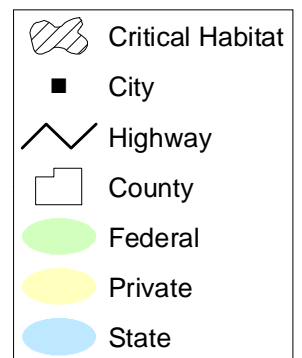 Critical Habitat
City
Highway
County
Federal
Private
State